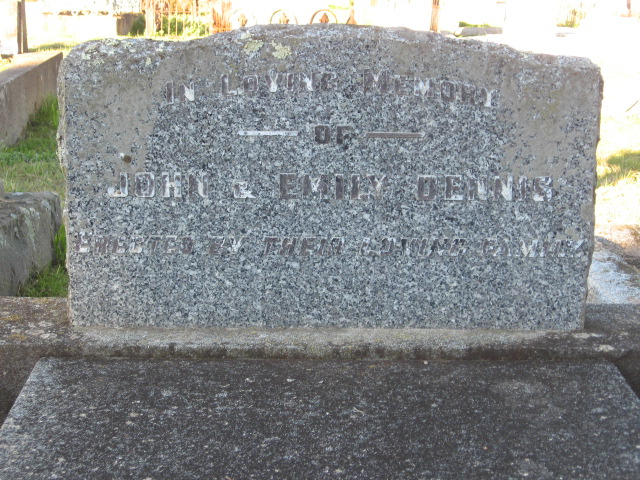 IN LOVING MEMORY
OF
JOHN & EMILY DENNIS
ERECTED BY THEIR LOVING FAMILY